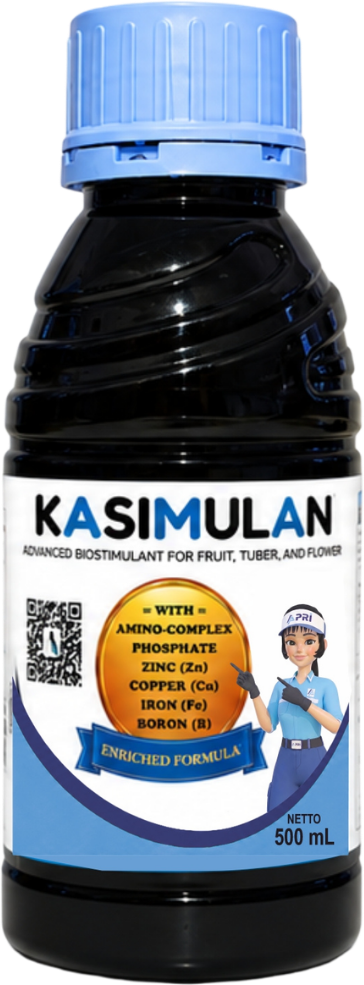 KASIMULAN
ADVANCED BIOSTIMULANT FOR FRUIT, TUBER, AND FLOWER
= WITH =
AMINO-COMPLEX
PHOSPHATE
ZINC (Zn)
COPPER (Cu)
IRON (Fe)
BORON (B)
ENRICHED FORMULA
APRI
NETTO
500 mL